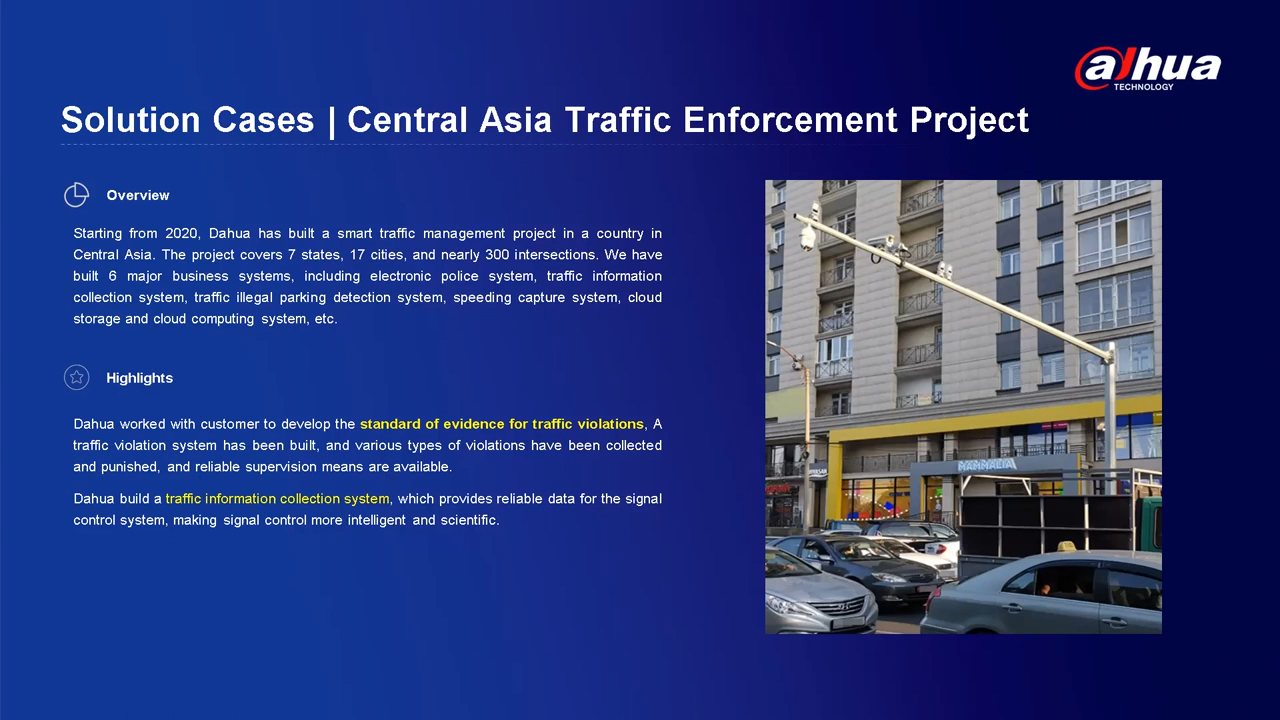 alhua
TECHNOLOGY
Solution Cases | Central Asia Traffic Enforcement Project
Overview
Starting from 2020, Dahua has built a smart traffic management project in a country in
Central Asia. The project covers 7 states, 17 cities, and nearly 300 intersections. We have
built 6 major business systems, including electronic police system, traffic information
collection system, traffic illegal parking detection system, speeding capture system, cloud
storage and cloud computing system, etc.
Highlights
Dahua worked with customer to develop the standard of evidence for traffic violations, A
traffic violation system has been built, and various types of violations have been collected
and punished, and reliable supervision means are available.
Dahua build a traffic information collection system, which provides reliable data for the signal
control system, making signal control more intelligent and scientific.
MAMMALIA